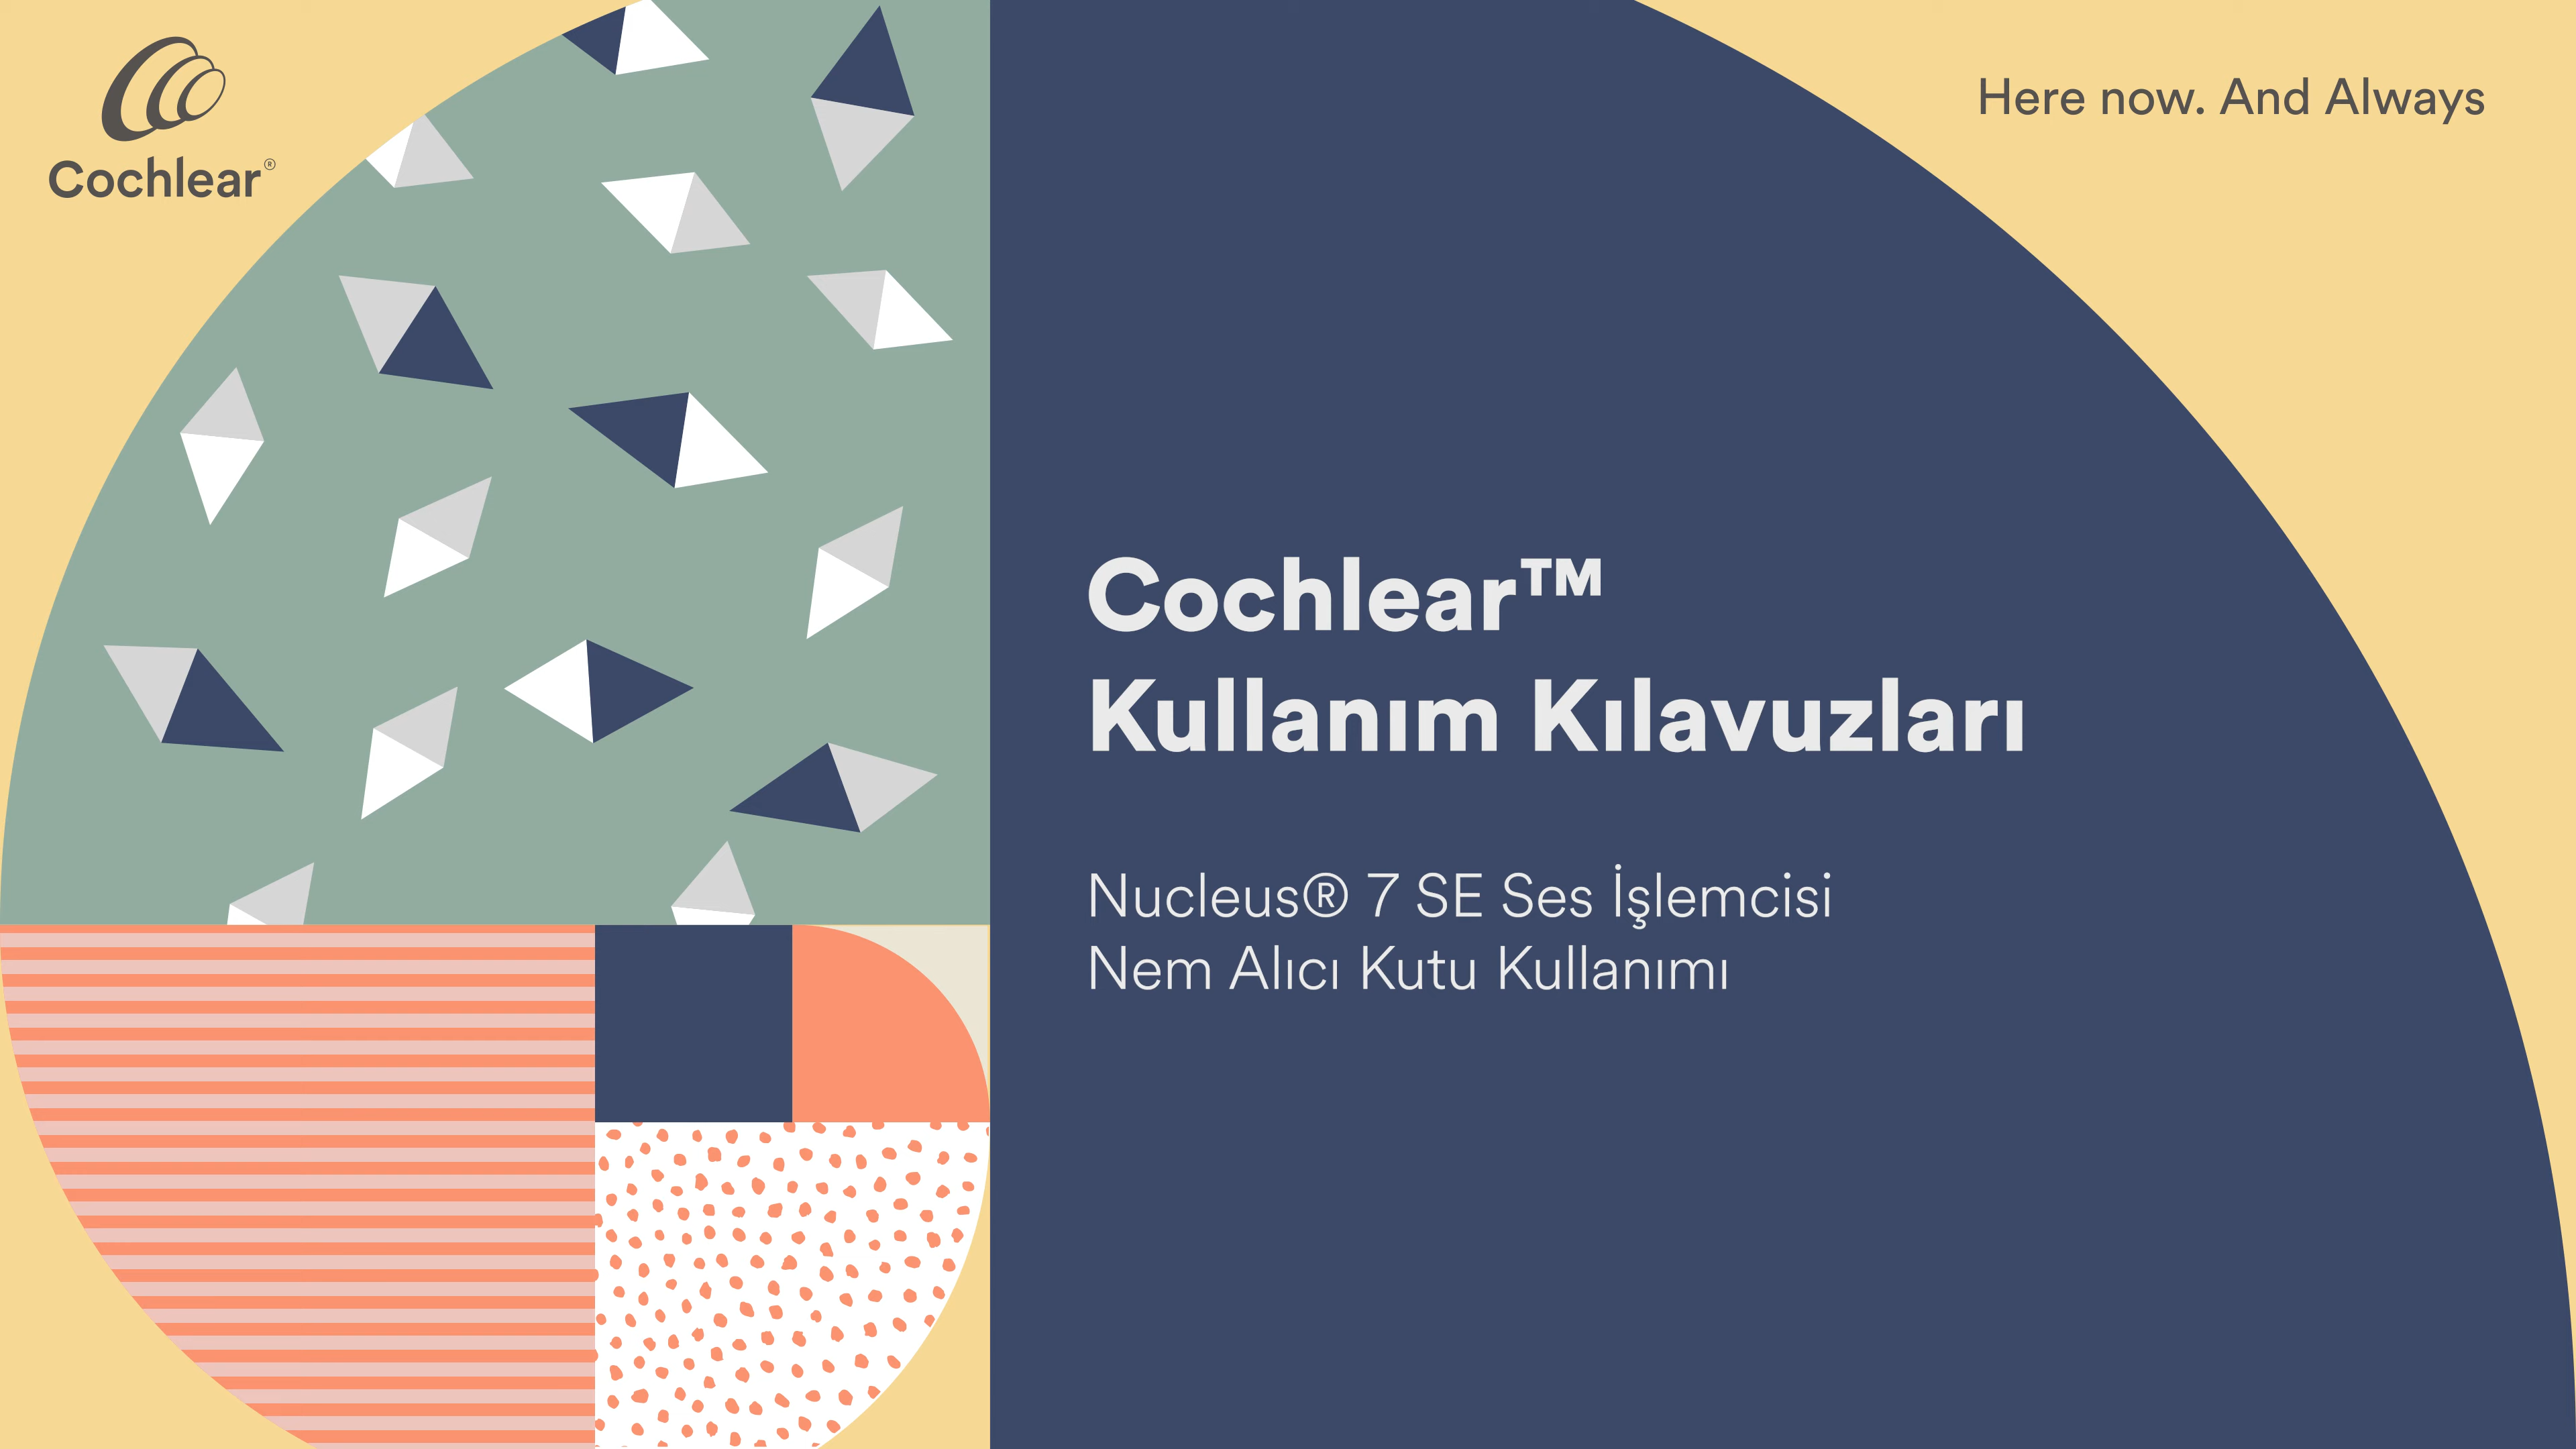 Cochlear®
Here now. And Always
Cochlear™
Kullanım Kılavuzları
Nucleus® 7 SE Ses İşlemcisi
Nem Alıcı Kutu Kullanımı